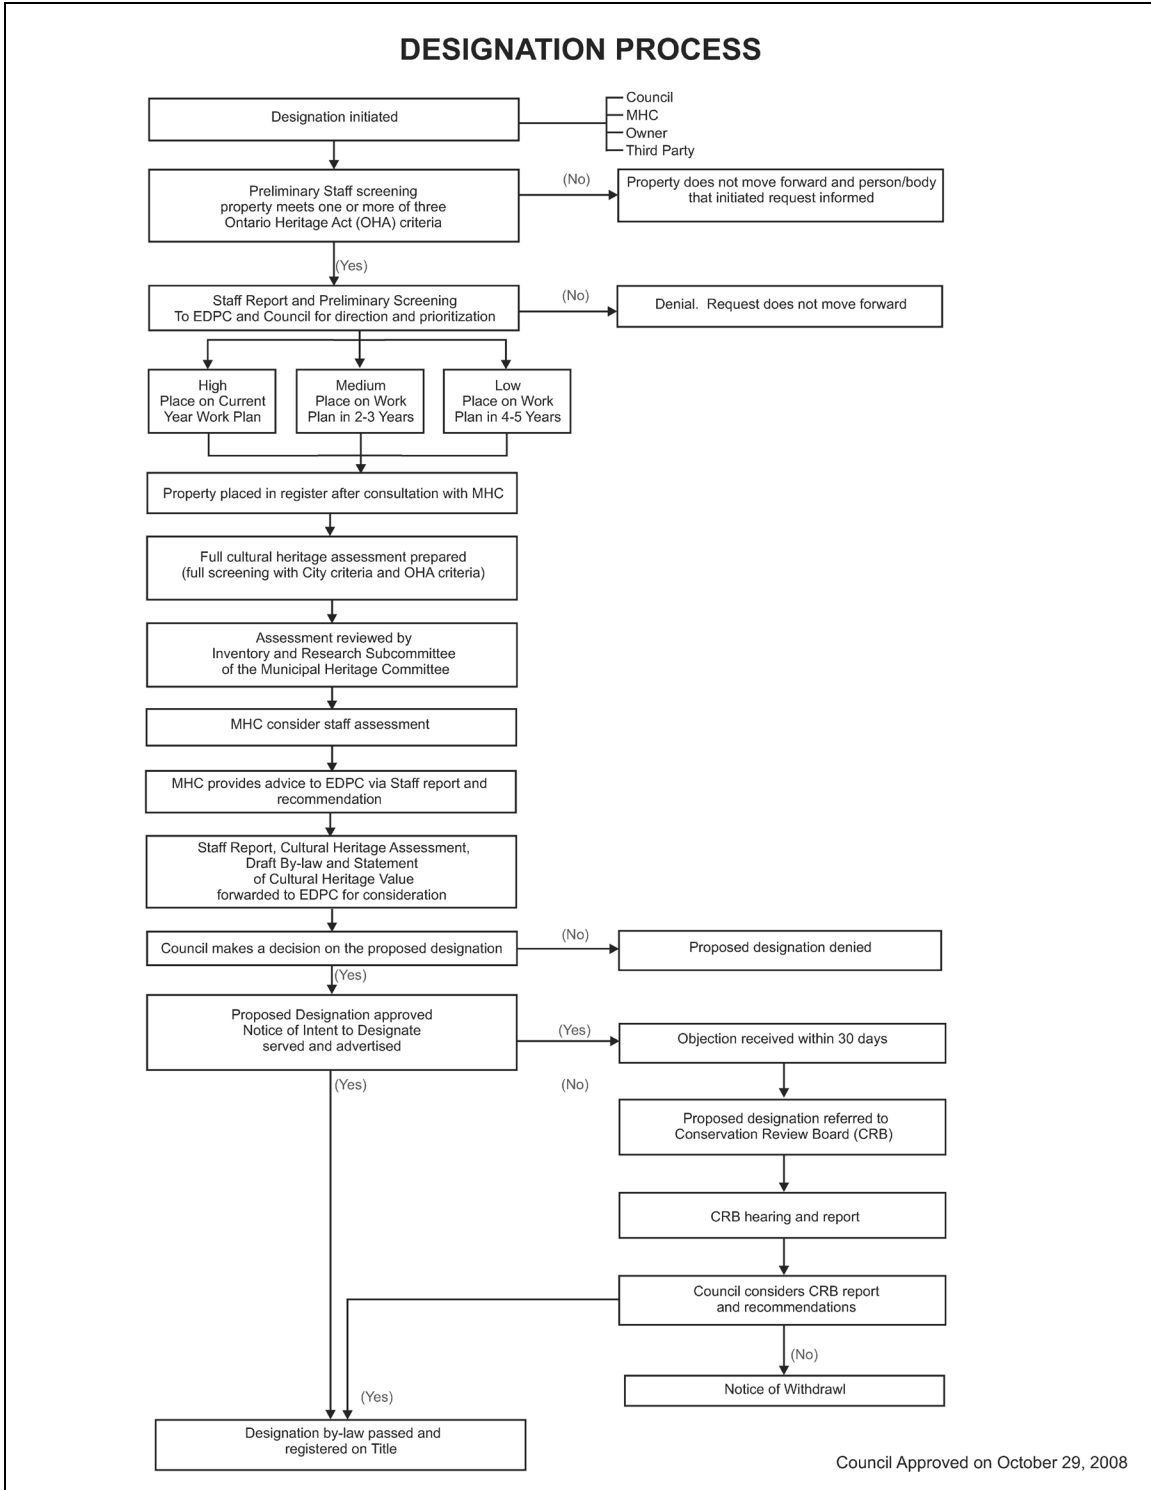 DESIGNATION PROCESS
Designation initiated
Council
MHC
Owner
Third Party
Preliminary Staff screening
property meets one or more of three
Ontario Heritage Act (OHA) criteria
(No)
Property does not move forward and person/body
that initiated request informed
(Yes)
Staff Report and Preliminary Screening
To EDPC and Council for direction and prioritization
(No)
Denial.  Request does not move forward
High
Place on Current
Year Work Plan
Medium
Place on Work
Plan in 2-3 Years
Low
Place on Work
Plan in 4-5 Years
Property placed in register after consultation with MHC
Full cultural heritage assessment prepared
(full screening with City criteria and OHA criteria)
Assessment reviewed by
Inventory and Research Subcommittee
of the Municipal Heritage Committee
MHC consider staff assessment
MHC provides advice to EDPC via Staff report and
recommendation
Staff Report, Cultural Heritage Assessment,
Draft By-law and Statement
of Cultural Heritage Value
forwarded to EDPC for consideration
Council makes a decision on the proposed designation
(No)
Proposed designation denied
(Yes)
Proposed Designation approved
Notice of Intent to Designate
served and advertised
(Yes)
Objection received within 30 days
(Yes)
(No)
Proposed designation referred to
Conservation Review Board (CRB)
CRB hearing and report
Council considers CRB report
and recommendations
(No)
Notice of Withdrawl
(Yes)
Designation by-law passed and
registered on Title
Council Approved on October 29, 2008